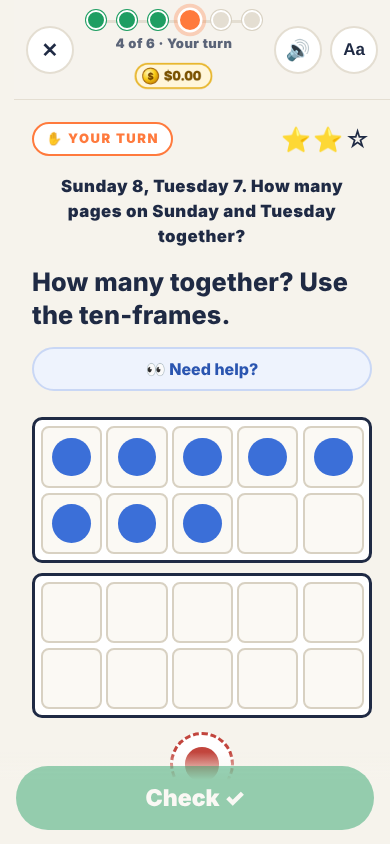 4 of 6 · Your turn
Aa
$ $0.00
YOUR TURN
Sunday 8, Tuesday 7. How many
pages on Sunday and Tuesday
together?
How many together? Use
the ten-frames.
Need help?
Check ✓